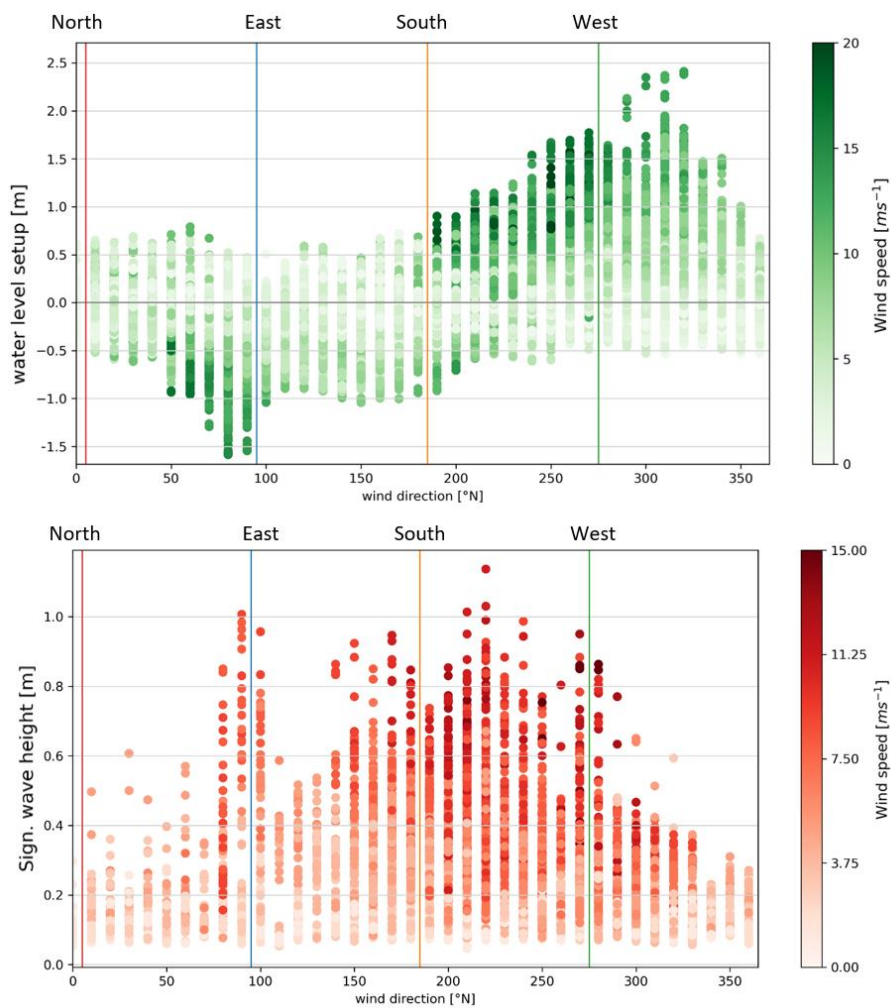 North East South West
20
2.5
2.0
15
1.5
1.0
10
0.5
0.0
-0.5
5
-1.0
-1.5
0
0 50 100 150 200 250 300 350
wind direction [°N]
water level setup [m]
Wind speed [ms⁻¹]
North East South West
15.00
1.0
11.25
0.8
0.6
7.50
0.4
3.75
0.2
0.0
0.00
0 50 100 150 200 250 300 350
wind direction [°N]
Sign. wave height [m]
Wind speed [ms⁻¹]